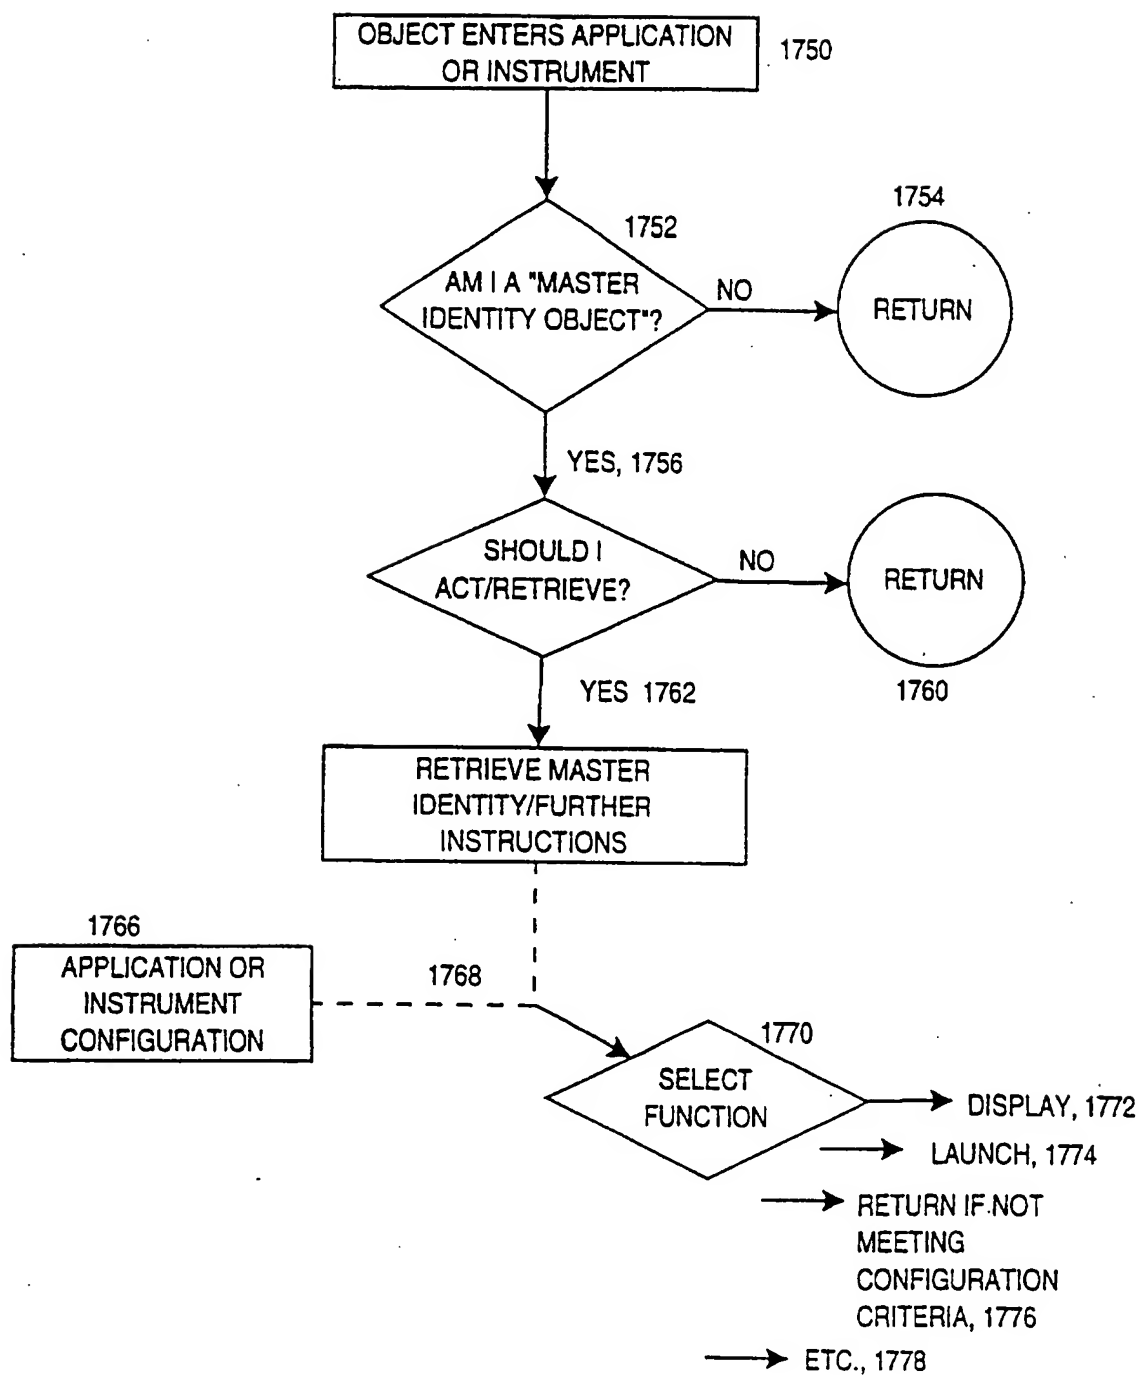 OBJECT ENTERS APPLICATION
OR INSTRUMENT
1750
1752
AM I A "MASTER
IDENTITY OBJECT"?
NO
1754
RETURN
YES, 1756
SHOULD I
ACT/RETRIEVE?
NO
RETURN
1760
YES 1762
RETRIEVE MASTER
IDENTITY/FURTHER
INSTRUCTIONS
1766
APPLICATION OR
INSTRUMENT
CONFIGURATION
1768
1770
SELECT
FUNCTION
DISPLAY, 1772
LAUNCH, 1774
RETURN IF NOT
MEETING
CONFIGURATION
CRITERIA, 1776
ETC., 1778